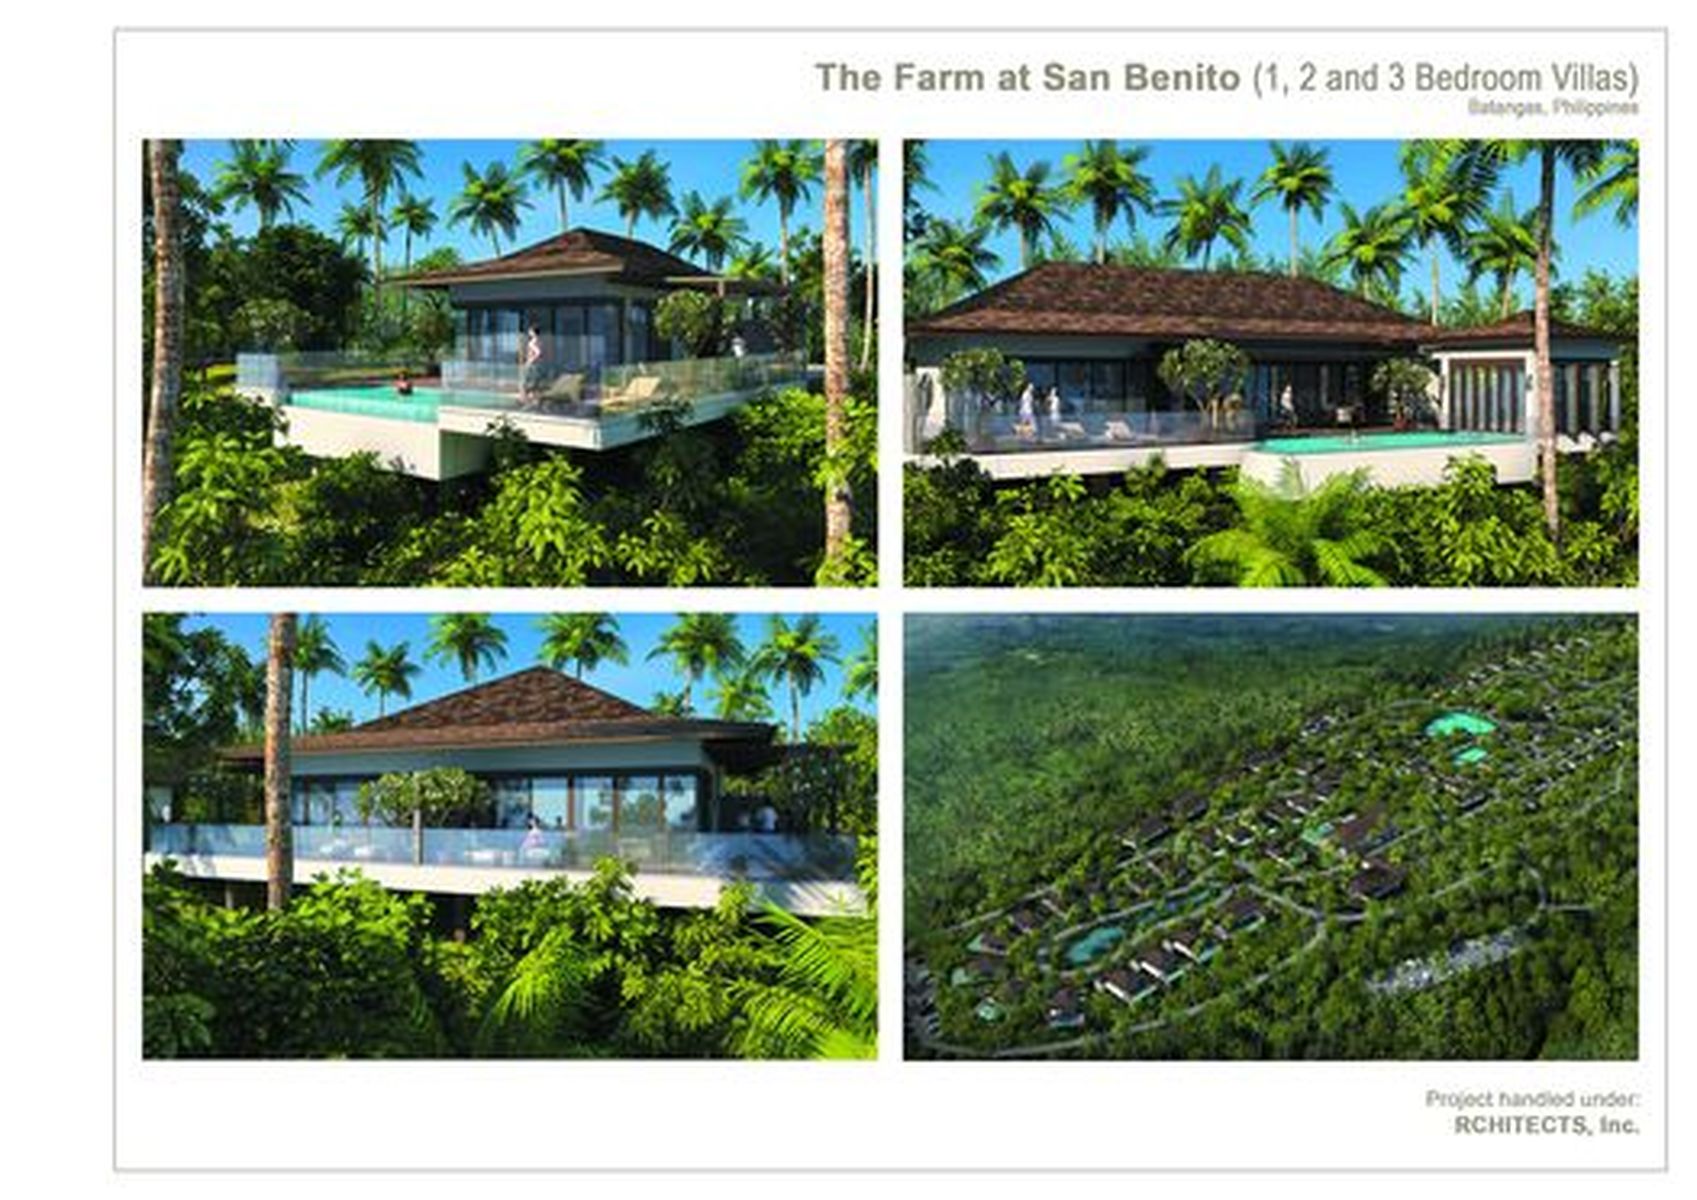 The Farm at San Benito (1, 2 and 3 Bedroom Villas)
Batangas, Philippines
Project handled under:
RCHITECTS, Inc.